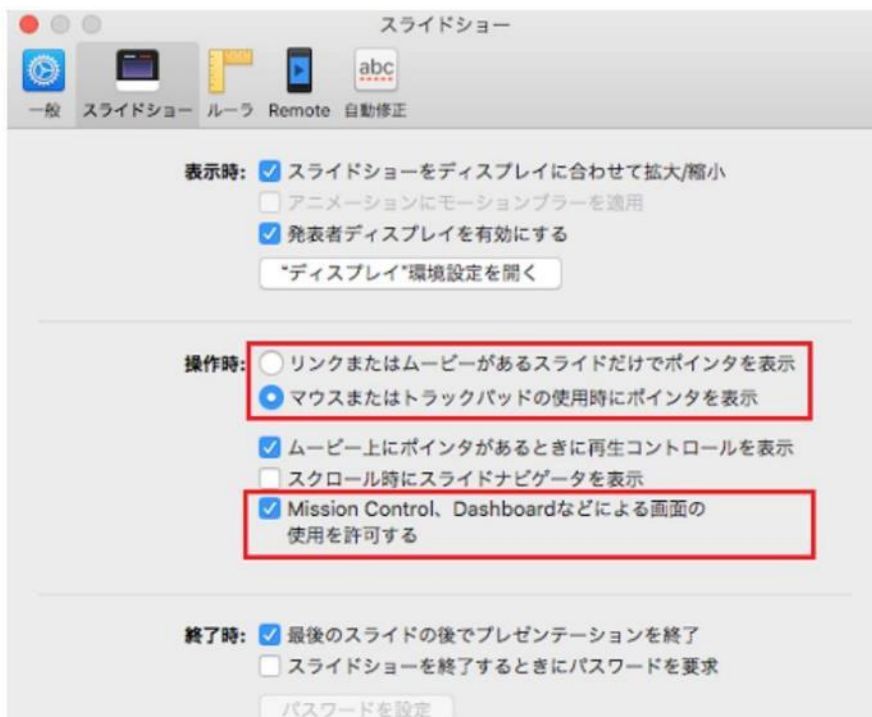 スライドショー
abc
一般 スライドショー ルーラ Remote 自動修正
表示時: スライドショーをディスプレイに合わせて拡大/縮小
アニメーションにモーションブラーを適用
発表者ディスプレイを有効にする
"ディスプレイ"環境設定を開く
操作時: リンクまたはムービーがあるスライドだけでポインタを表示
マウスまたはトラックパッドの使用時にポインタを表示
ムービー上にポインタがあるときに再生コントロールを表示
スクロール時にスライドナビゲータを表示
Mission Control、Dashboardなどによる画面の
使用を許可する
終了時: 最後のスライドの後でプレゼンテーションを終了
スライドショーを終了するときにパスワードを要求
パスワードを設定